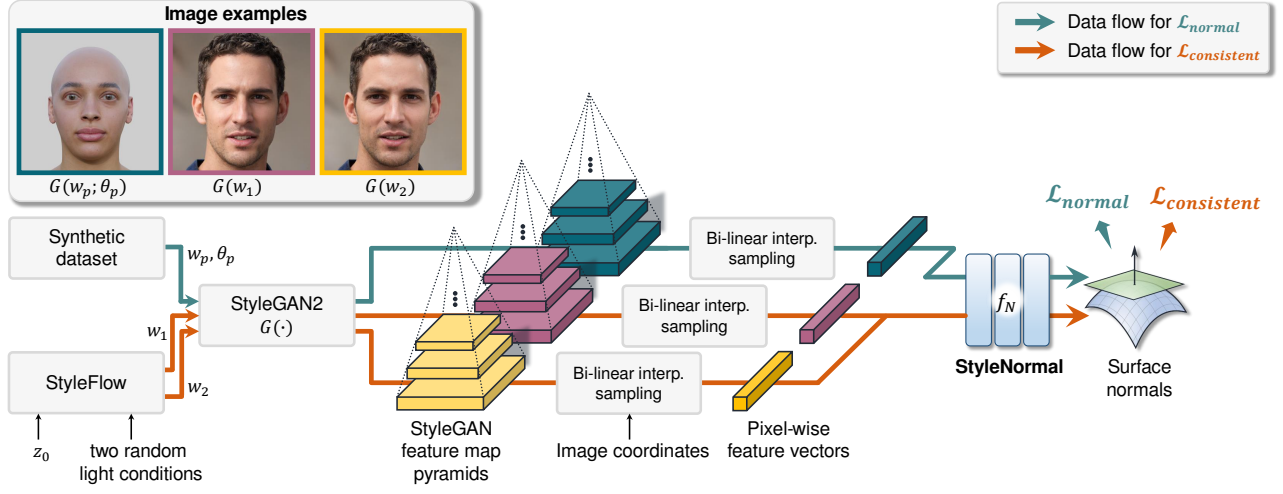 Image examples
G(w_p; θ_p)
G(w_1)
G(w_2)
Data flow for ℒ_normal
Data flow for ℒ_consistent
Synthetic
dataset
w_p, θ_p
StyleGAN2
G(·)
w_1
StyleFlow
w_2
z_0
two random
light conditions
StyleGAN
feature map
pyramids
Bi-linear interp.
sampling
Bi-linear interp.
sampling
Bi-linear interp.
sampling
Image coordinates
Pixel-wise
feature vectors
f_N
StyleNormal
ℒ_normal
ℒ_consistent
Surface
normals